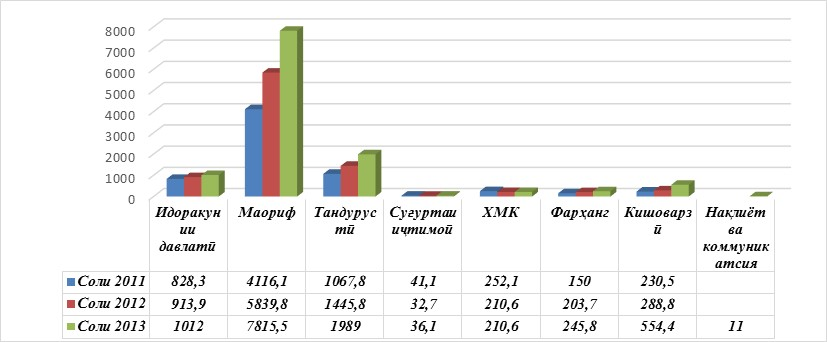 8000
7000
6000
5000
4000
3000
2000
1000
0
Идоракун
ии
давлатӣ
Маориф
Тандурус
тӣ
Суғуртаи
иҷтимоӣ
ХМК
Фарҳанг
Кишоварз
ӣ
Нақлиёт
ва
коммуник
атсия
Соли 2011 828,3 4116,1 1067,8 41,1 252,1 150 230,5
Соли 2012 913,9 5839,8 1445,8 32,7 210,6 203,7 288,8
Соли 2013 1012 7815,5 1989 36,1 210,6 245,8 554,4 11